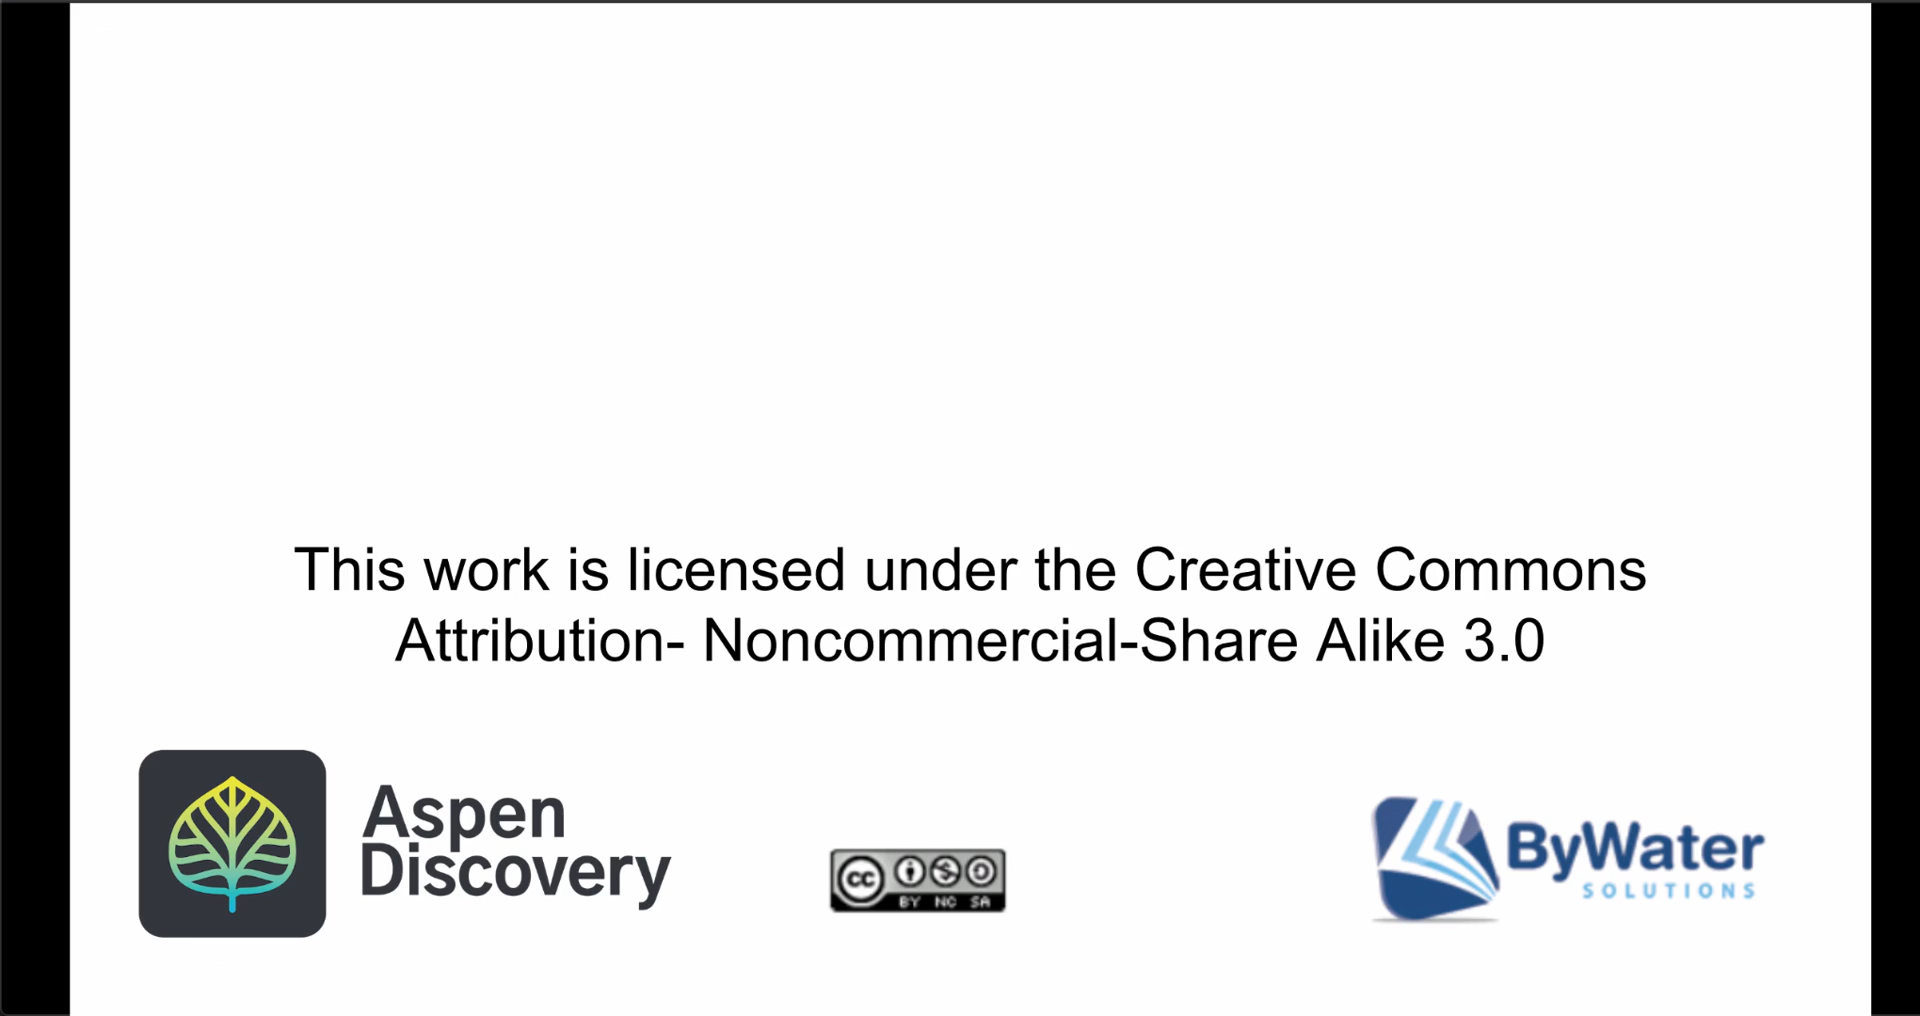 This work is licensed under the Creative Commons
Attribution- Noncommercial-Share Alike 3.0
Aspen
Discovery
cc
BY NC SA
ByWater
SOLUTIONS